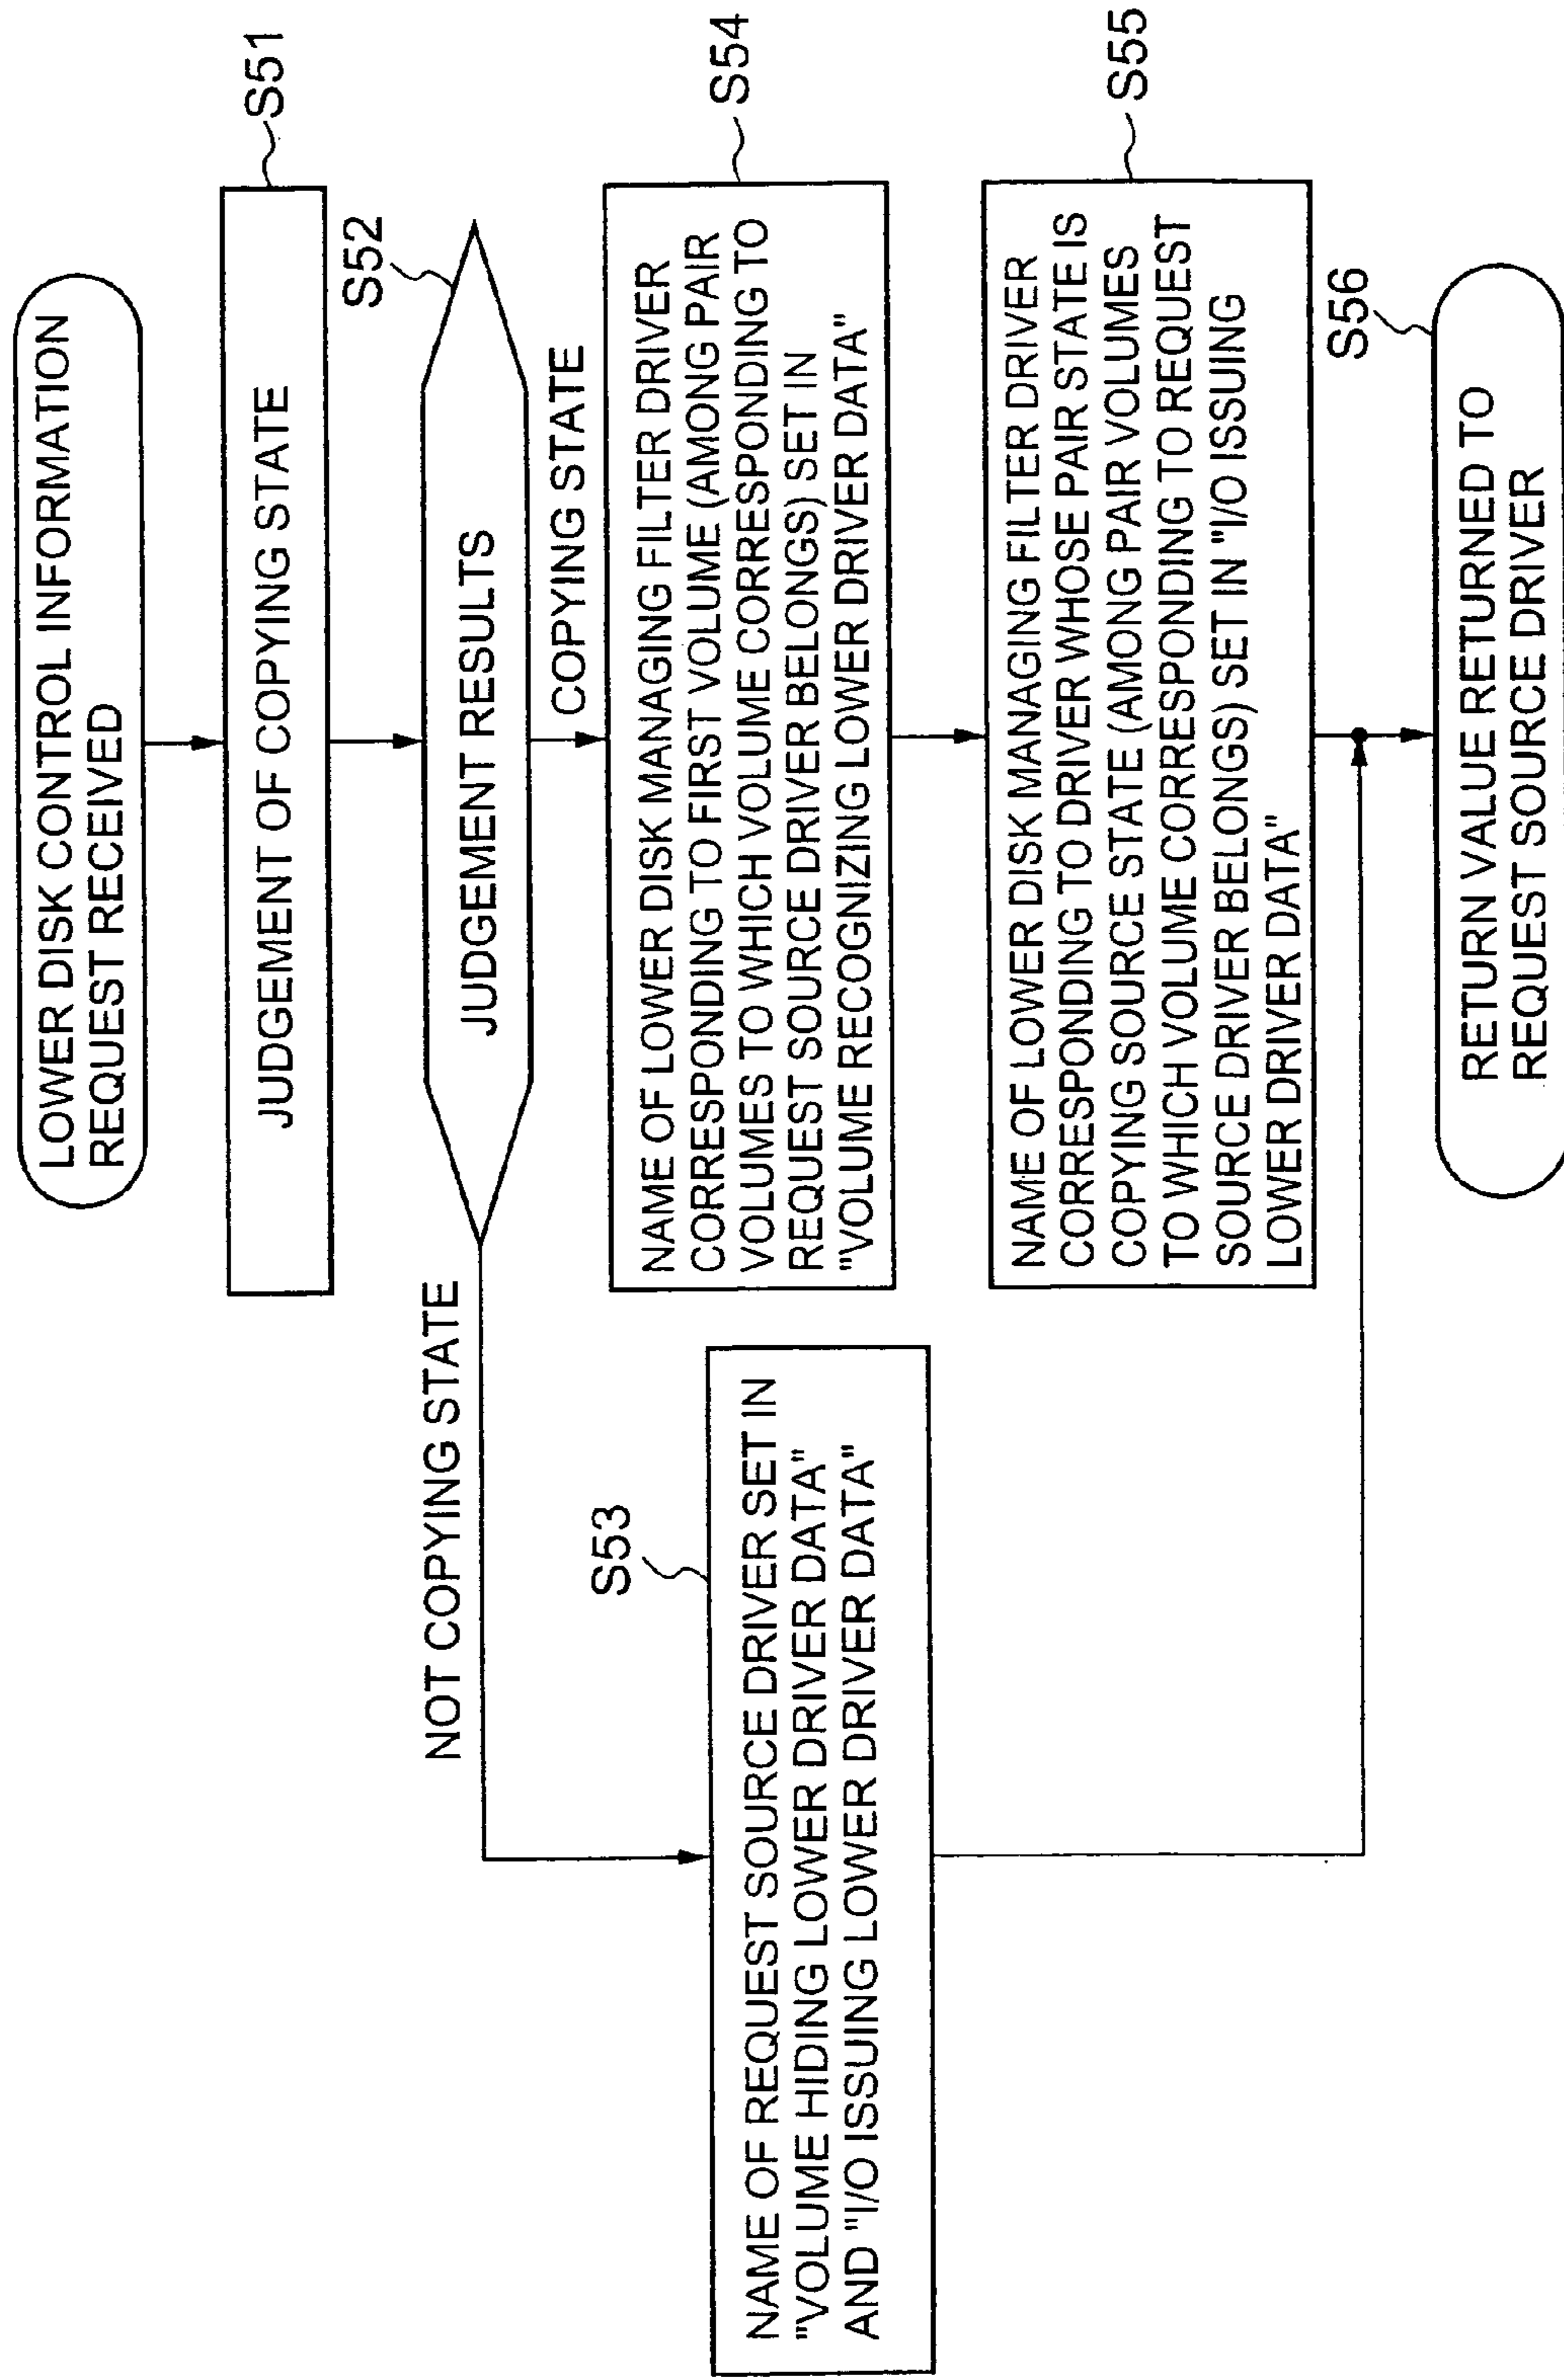 LOWER DISK CONTROL INFORMATION
REQUEST RECEIVED
JUDGEMENT OF COPYING STATE
S51
S52
JUDGEMENT RESULTS
NOT COPYING STATE
COPYING STATE
S53
NAME OF REQUEST SOURCE DRIVER SET IN
"VOLUME HIDING LOWER DRIVER DATA"
AND "I/O ISSUING LOWER DRIVER DATA"
NAME OF LOWER DISK MANAGING FILTER DRIVER
CORRESPONDING TO FIRST VOLUME (AMONG PAIR
VOLUMES TO WHICH VOLUME CORRESPONDING TO
REQUEST SOURCE DRIVER BELONGS) SET IN
"VOLUME RECOGNIZING LOWER DRIVER DATA"
S54
NAME OF LOWER DISK MANAGING FILTER DRIVER
CORRESPONDING TO DRIVER WHOSE PAIR STATE IS
COPYING SOURCE STATE (AMONG PAIR VOLUMES
TO WHICH VOLUME CORRESPONDING TO REQUEST
SOURCE DRIVER BELONGS) SET IN "I/O ISSUING
LOWER DRIVER DATA"
S55
S56
RETURN VALUE RETURNED TO
REQUEST SOURCE DRIVER